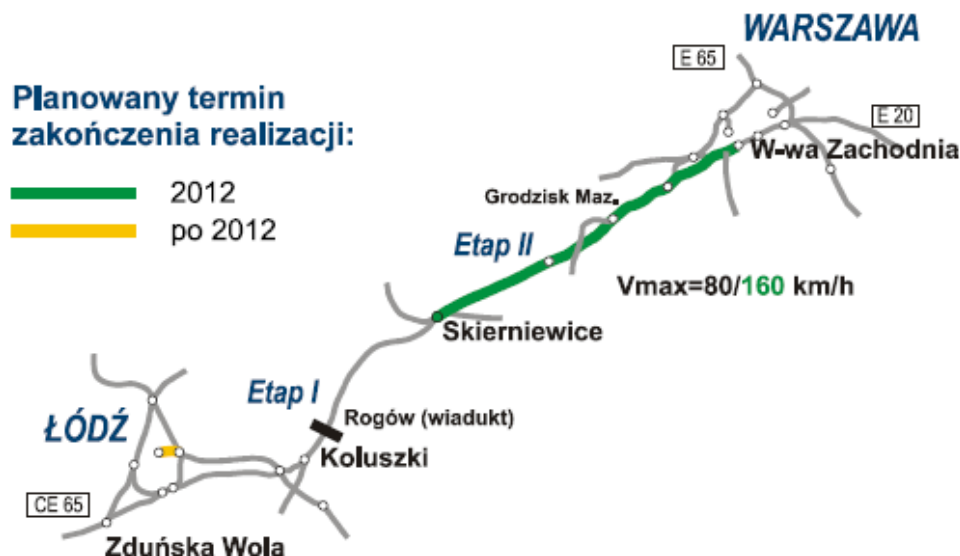 WARSZAWA
E 65
Planowany termin
zakończenia realizacji:
E 20
W-wa Zachodnia
2012
Grodzisk Maz.
po 2012
Etap II
Vmax=80/160 km/h
Skierniewice
Etap I
Rogów (wiadukt)
ŁÓDŹ
Koluszki
CE 65
Zduńska Wola